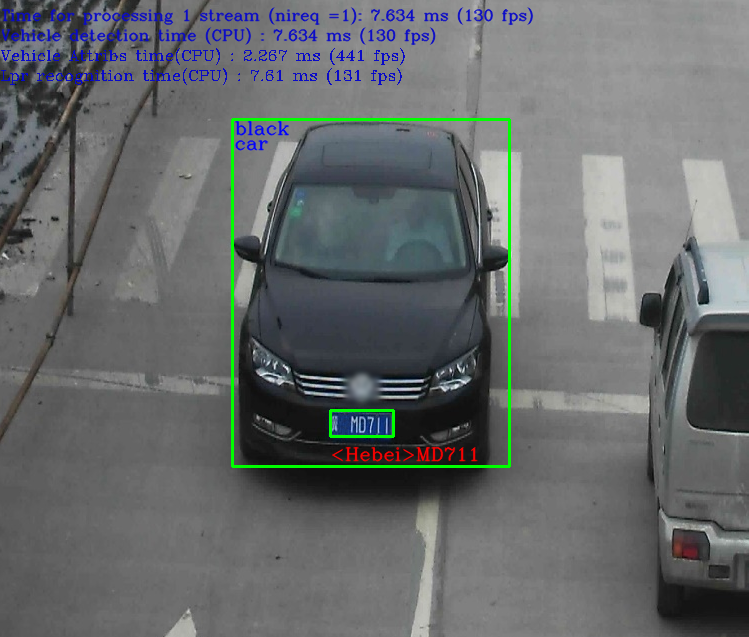 Time for processing 1 stream (nireq =1): 7.634 ms (130 fps)
Vehicle detection time (CPU) : 7.634 ms (130 fps)
Vehicle Attribs time(CPU) : 2.267 ms (441 fps)
Lpr recognition time(CPU) : 7.61 ms (131 fps)
black
car
MD711
<Hebei>MD711